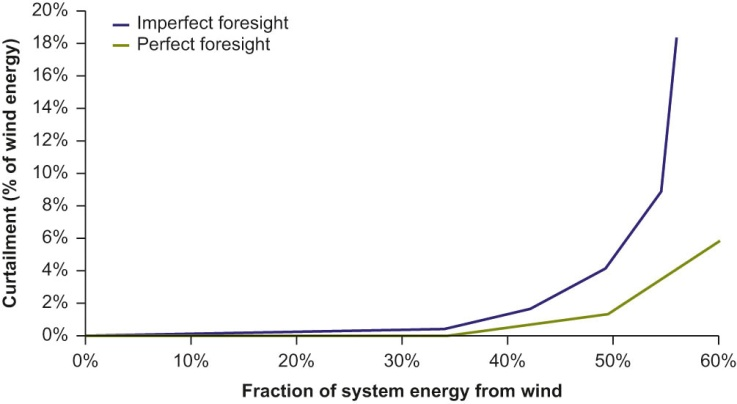 20%
18%
16%
14%
12%
10%
8%
6%
4%
2%
0%
Curtailment (% of wind energy)
Imperfect foresight
Perfect foresight
0% 10% 20% 30% 40% 50% 60%
Fraction of system energy from wind